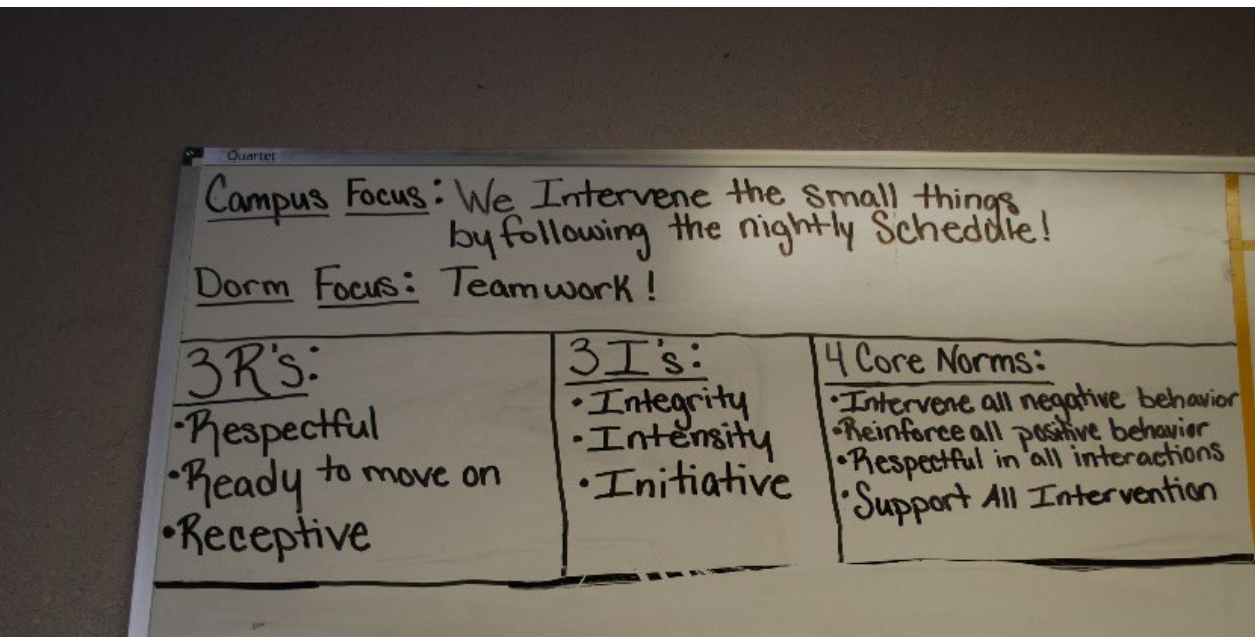 Quartet
Campus Focus: We Intervene the small things
by following the nightly Schedule!
Dorm Focus: Teamwork!
3R's:
•Respectful
•Ready to move on
•Receptive
3 I's:
•Integrity
•Intensity
•Initiative
4 Core Norms:
•Intervene all negative behavior
•Reinforce all positive behavior
•Respectful in all interactions
•Support All Intervention